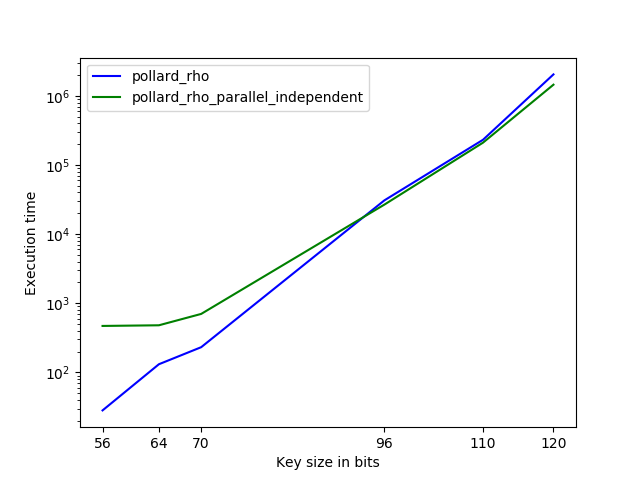 pollard_rho
pollard_rho_parallel_independent
10^6
10^5
10^4
10^3
10^2
Execution time
56 64 70 96 110 120
Key size in bits